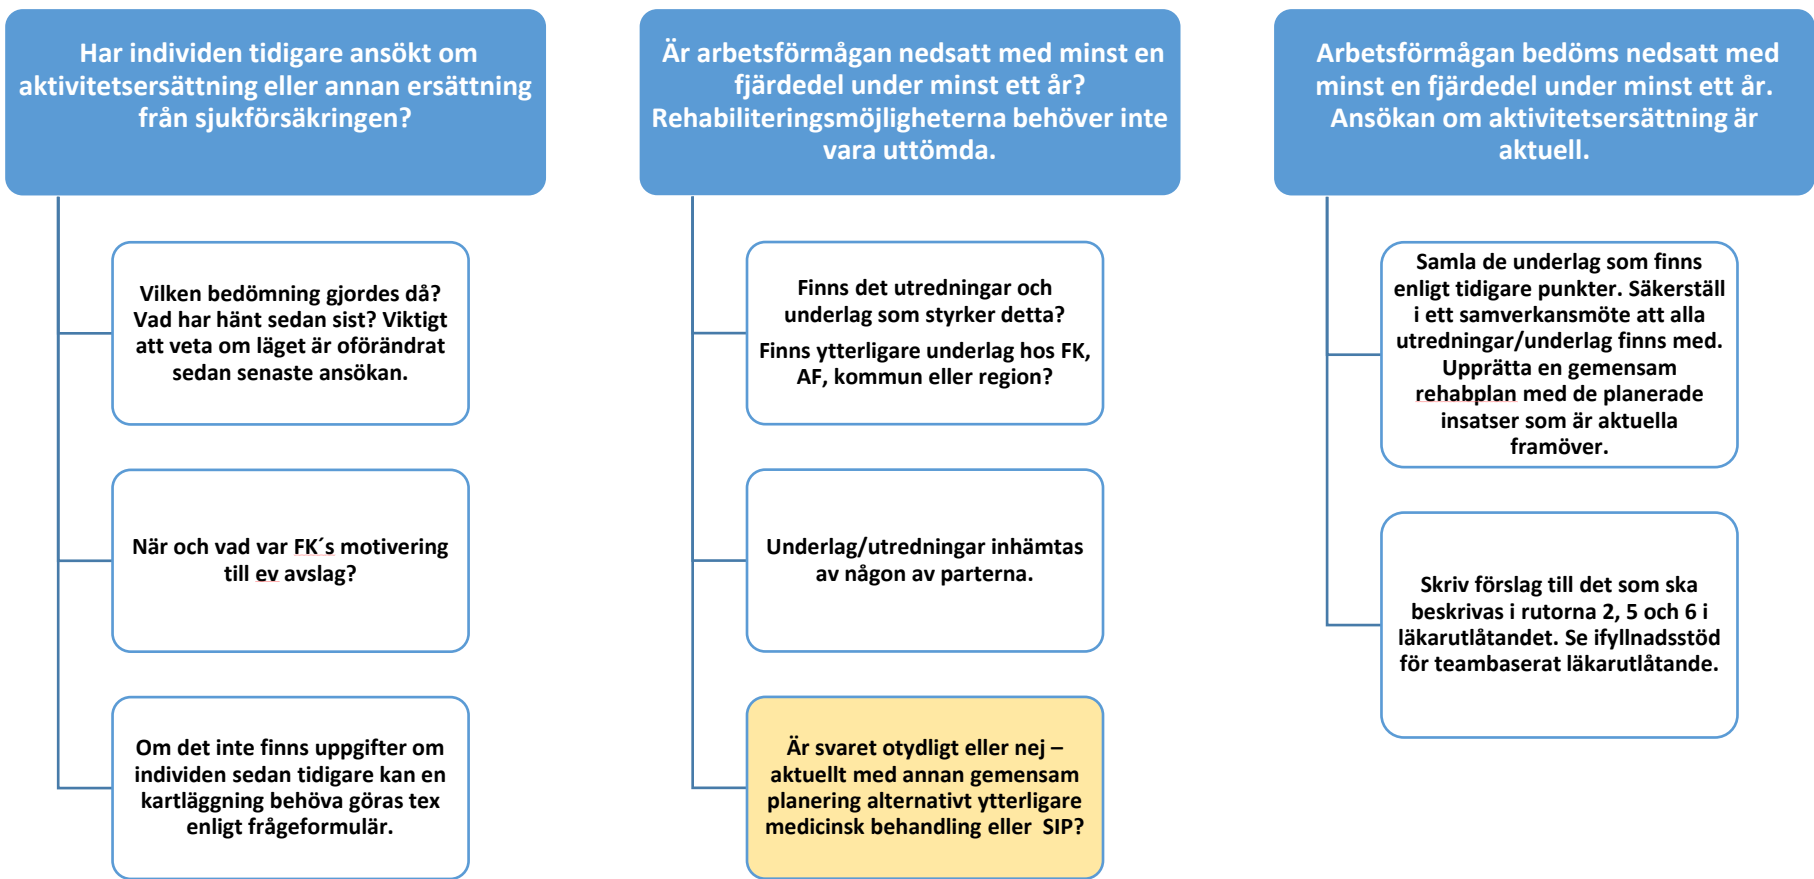 Har individen tidigare ansökt om
aktivitetsersättning eller annan ersättning
från sjukförsäkringen?
Vilken bedömning gjordes då?
Vad har hänt sedan sist? Viktigt
att veta om läget är oförändrat
sedan senaste ansökan.
När och vad var FK´s motivering
till ev avslag?
Om det inte finns uppgifter om
individen sedan tidigare kan en
kartläggning behöva göras tex
enligt frågeformulär.
Är arbetsförmågan nedsatt med minst en
fjärdedel under minst ett år?
Rehabiliteringsmöjligheterna behöver inte
vara uttömda.
Finns det utredningar och
underlag som styrker detta?
Finns ytterligare underlag hos FK,
AF, kommun eller region?
Underlag/utredningar inhämtas
av någon av parterna.
Är svaret otydligt eller nej –
aktuellt med annan gemensam
planering alternativt ytterligare
medicinsk behandling eller  SIP?
Arbetsförmågan bedöms nedsatt med
minst en fjärdedel under minst ett år.
Ansökan om aktivitetsersättning är
aktuell.
Samla de underlag som finns
enligt tidigare punkter. Säkerställ
i ett samverkansmöte att alla
utredningar/underlag finns med.
Upprätta en gemensam
rehabplan med de planerade
insatser som är aktuella
framöver.
Skriv förslag till det som ska
beskrivas i rutorna 2, 5 och 6 i
läkarutlåtandet. Se ifyllnadsstöd
för teambaserat läkarutlåtande.